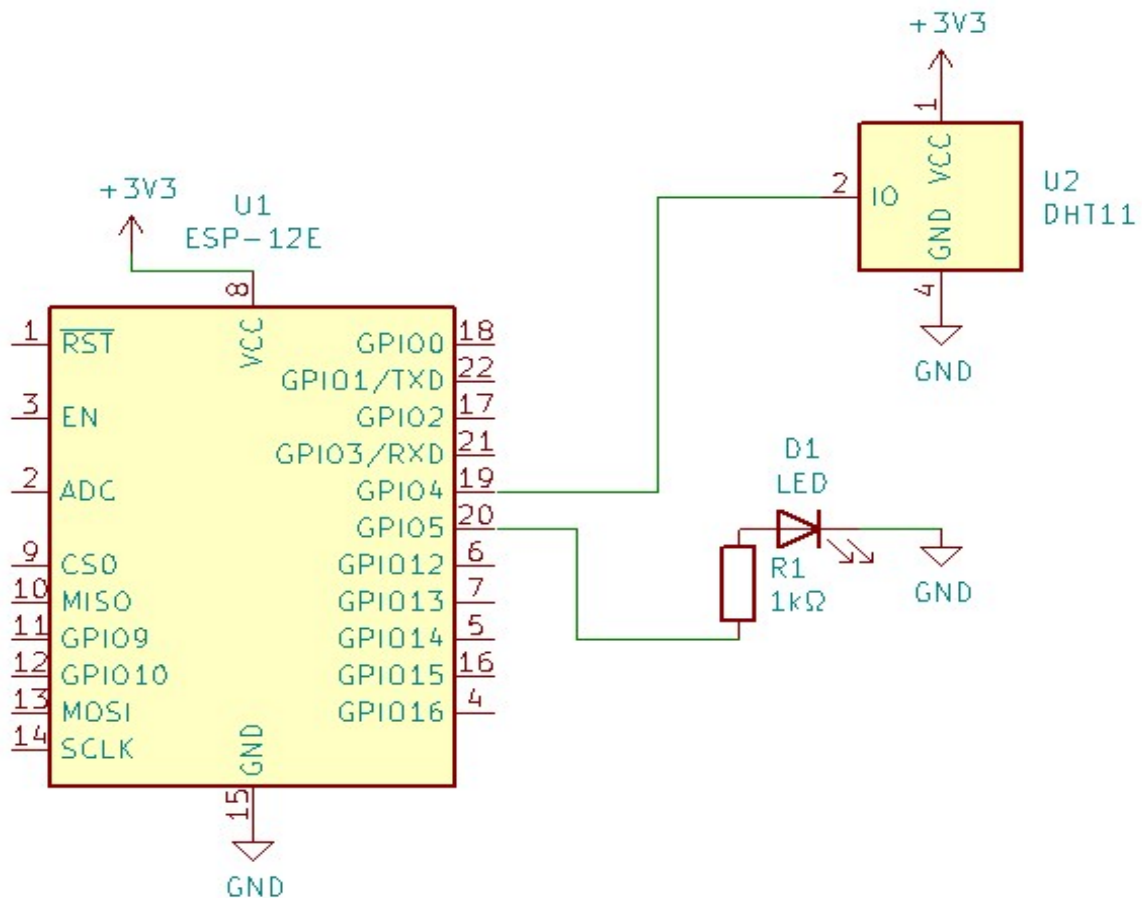 +3V3
1
VCC
2
IO
GND
4
U2
DHT11
GND
+3V3
U1
ESP-12E
8
VCC
1
RST
3
EN
2
ADC
9
CS0
10
MISO
11
GPIO9
12
GPIO10
13
MOSI
14
SCLK
GPIO0
18
GPIO1/TXD
22
GPIO2
17
GPIO3/RXD
21
GPIO4
19
GPIO5
20
GPIO12
6
GPIO13
7
GPIO14
5
GPIO15
16
GPIO16
4
GND
15
GND
D1
LED
R1
1kΩ
GND